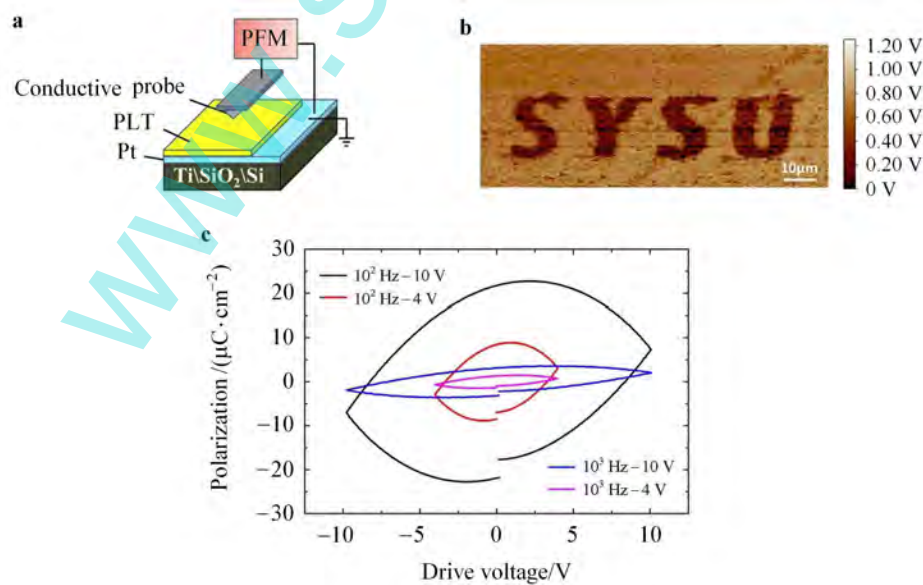 a
PFM
Conductive probe
PLT
Pt
Ti\SiO₂\Si
b
SYSU
10μm
1.20 V
1.00 V
0.80 V
0.60 V
0.40 V
0.20 V
0 V
c
30
20
10
0
−10
−20
−30
Polarization /(μC·cm⁻²)
10² Hz – 10 V
10² Hz – 4 V
10³ Hz – 10 V
10³ Hz – 4 V
−10
−5
0
5
10
Drive voltage/V
www.s